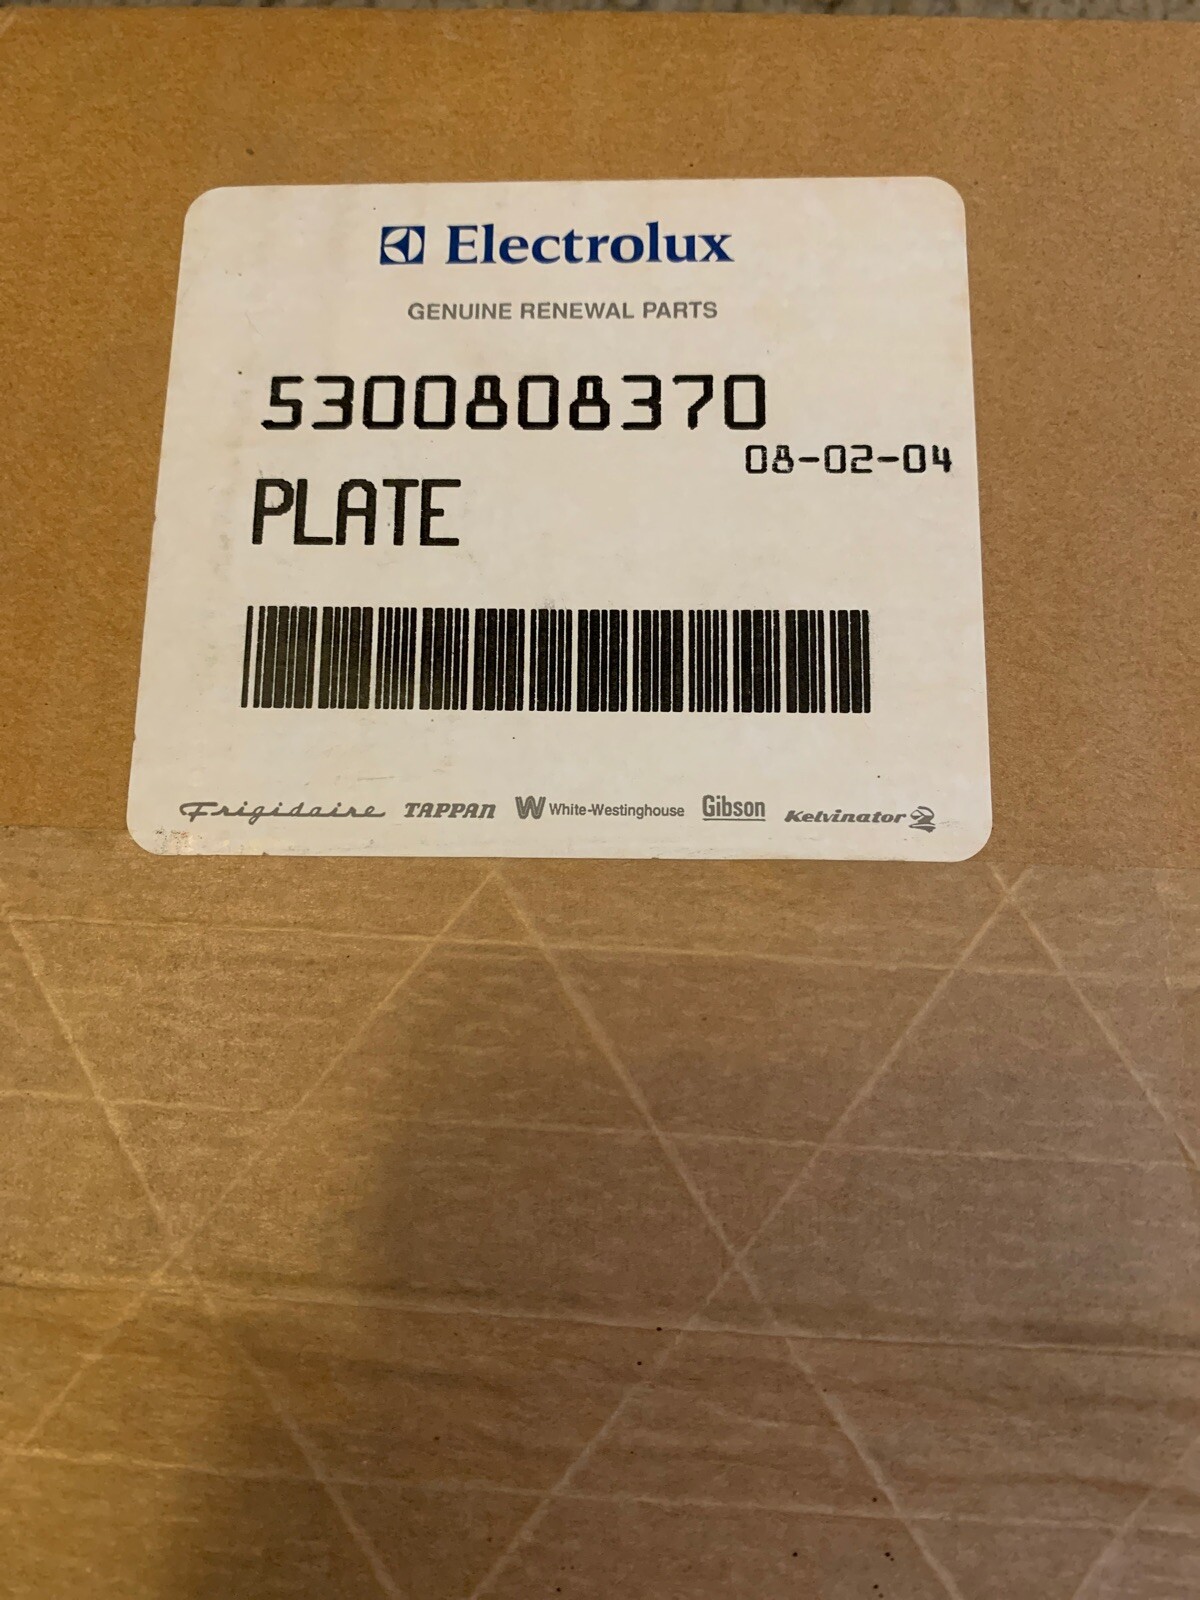 Electrolux
GENUINE RENEWAL PARTS
5300808370
08-02-04
PLATE
Frigidaire TAPPAN White-Westinghouse Gibson Kelvinator